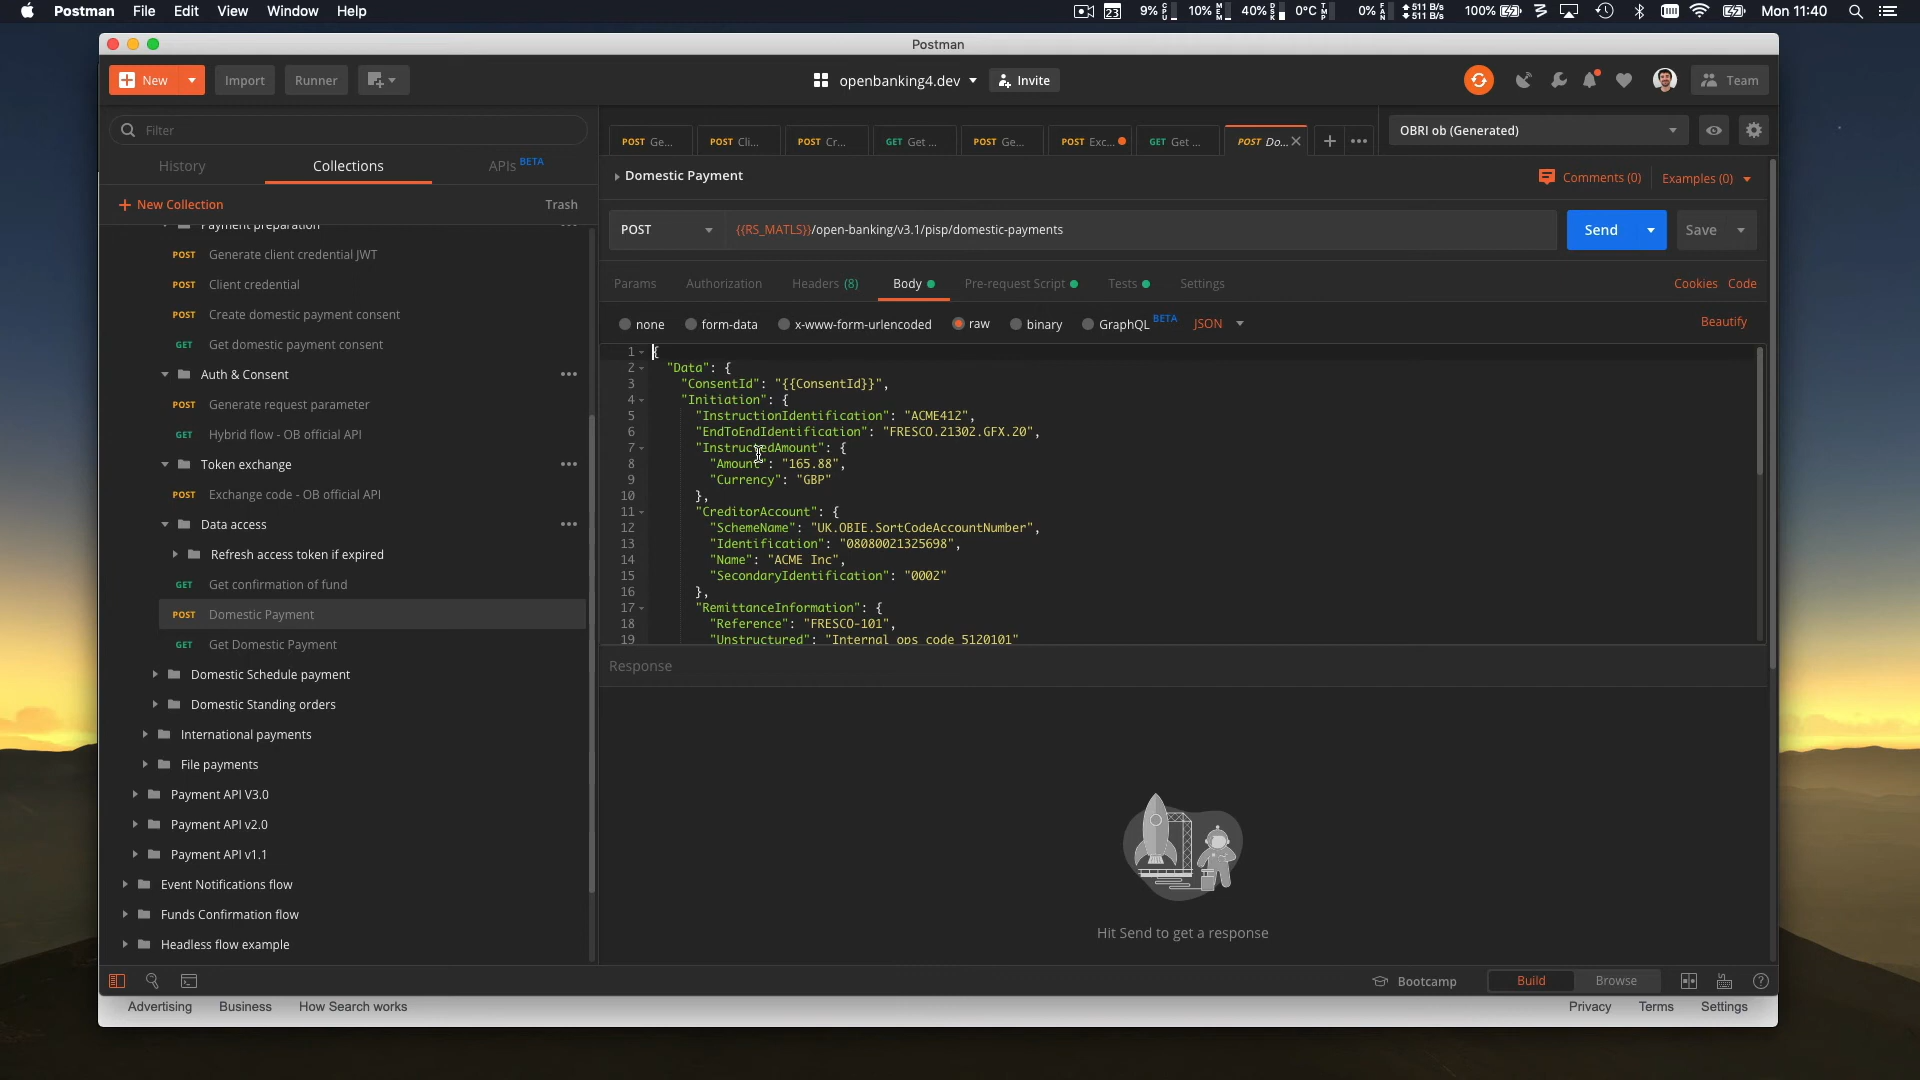 Postman File Edit View Window Help 23 9% 10% 40% 0°C 0% 511 B/s 511 B/s 100% Mon 11:40
Postman
New Import Runner openbanking4.dev Invite Team
Filter
History Collections APIs BETA
New Collection Trash
Payment preparation
POST Generate client credential JWT
POST Client credential
POST Create domestic payment consent
GET Get domestic payment consent
Auth & Consent
POST Generate request parameter
GET Hybrid flow - OB official API
Token exchange
POST Exchange code - OB official API
Data access
Refresh access token if expired
GET Get confirmation of fund
POST Domestic Payment
GET Get Domestic Payment
Domestic Schedule payment
Domestic Standing orders
International payments
File payments
Payment API V3.0
Payment API v2.0
Payment API v1.1
Event Notifications flow
Funds Confirmation flow
Headless flow example
POST Ge... POST Cli... POST Cr... GET Get ... POST Ge... POST Exc... GET Get ... POST Do... OBRI ob (Generated)
Domestic Payment Comments (0) Examples (0)
POST {{RS_MATLS}}/open-banking/v3.1/pisp/domestic-payments Send Save
Params Authorization Headers (8) Body Pre-request Script Tests Settings Cookies Code
none form-data x-www-form-urlencoded raw binary GraphQL BETA JSON Beautify
1 {
2 "Data": {
3 "ConsentId": "{{ConsentId}}",
4 "Initiation": {
5 "InstructionIdentification": "ACME412",
6 "EndToEndIdentification": "FRESCO.21302.GFX.20",
7 "InstructedAmount": {
8 "Amount": "165.88",
9 "Currency": "GBP"
10 },
11 "CreditorAccount": {
12 "SchemeName": "UK.OBIE.SortCodeAccountNumber",
13 "Identification": "08080021325698",
14 "Name": "ACME Inc",
15 "SecondaryIdentification": "0002"
16 },
17 "RemittanceInformation": {
18 "Reference": "FRESCO-101",
19 "Unstructured": "Internal ops code 5120101"
Response
Hit Send to get a response
Bootcamp Build Browse
Advertising Business How Search works Privacy Terms Settings